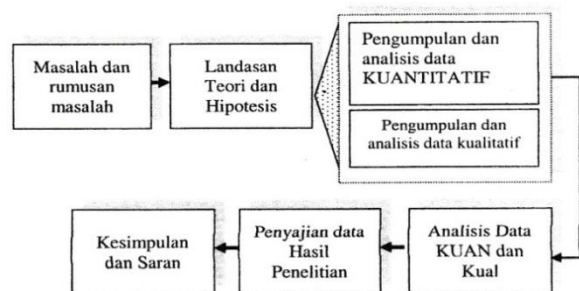 Masalah dan
rumusan
masalah
Landasan
Teori dan
Hipotesis
Pengumpulan dan
analisis data
KUANTITATIF
Pengumpulan dan
analisis data kualitatif
Analisis Data
KUAN dan
Kual
Penyajian data
Hasil
Penelitian
Kesimpulan
dan Saran